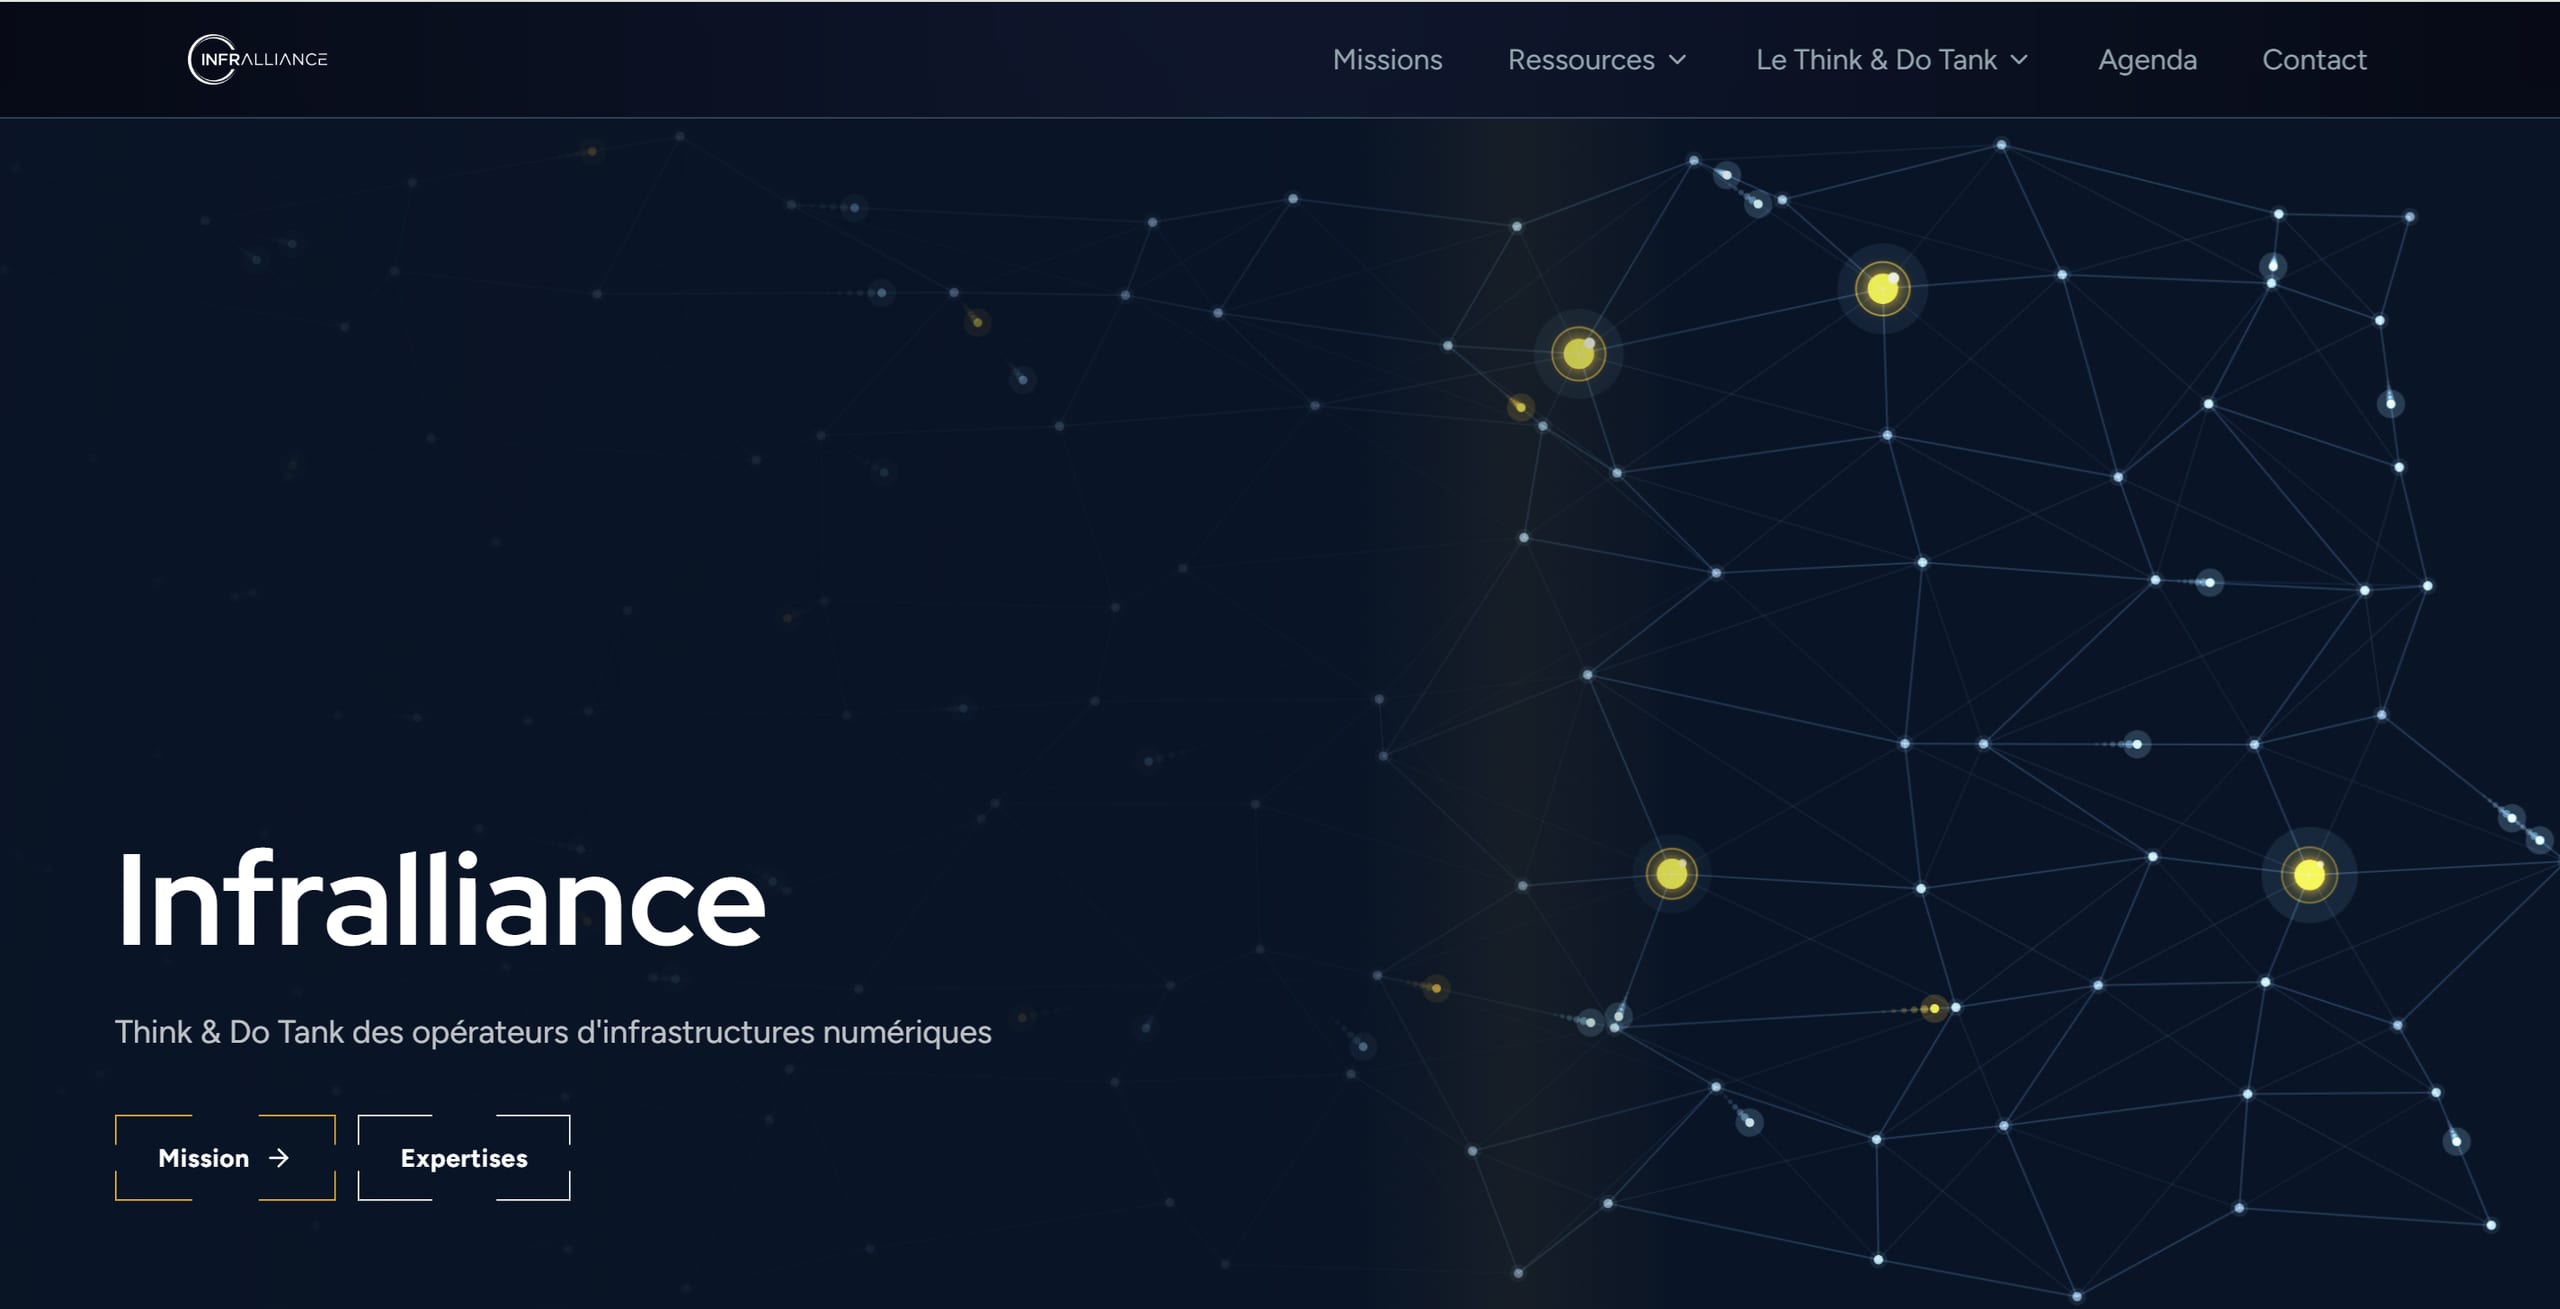 INFRALLIANCE
Missions Ressources Le Think & Do Tank Agenda Contact
Infralliance
Think & Do Tank des opérateurs d'infrastructures numériques
Mission → Expertises